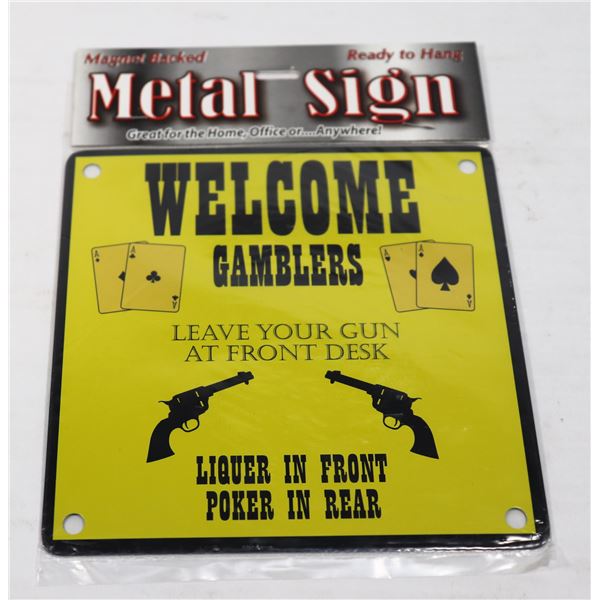 Magnet Backed Ready to Hang
Metal Sign
Great for the Home, Office or....Anywhere!
WELCOME
GAMBLERS
A A A A
LEAVE YOUR GUN
AT FRONT DESK
LIQUER IN FRONT
POKER IN REAR